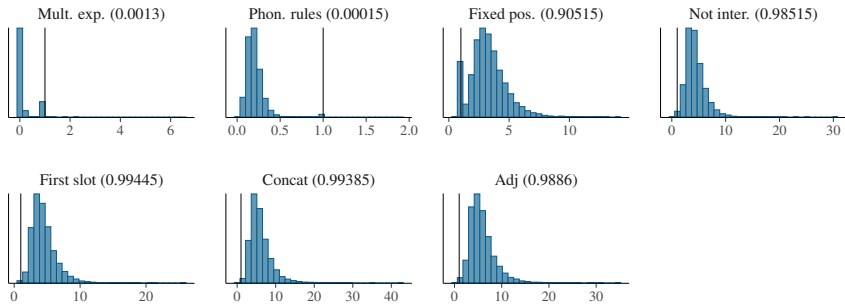 Mult. exp. (0.0013) Phon. rules (0.00015) Fixed pos. (0.90515) Not inter. (0.98515)
0 2 4 6 0.0 0.5 1.0 1.5 2.0 0 5 10 0 10 20 30
First slot (0.99445) Concat (0.99385) Adj (0.9886)
0 10 20 0 10 20 30 40 0 10 20 30